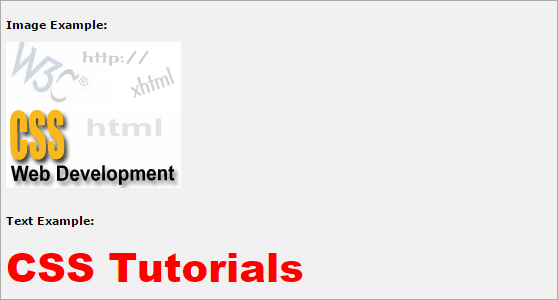 Image Example:
W3C®
http://
xhtml
CSS
html
Web Development
Text Example:
CSS Tutorials